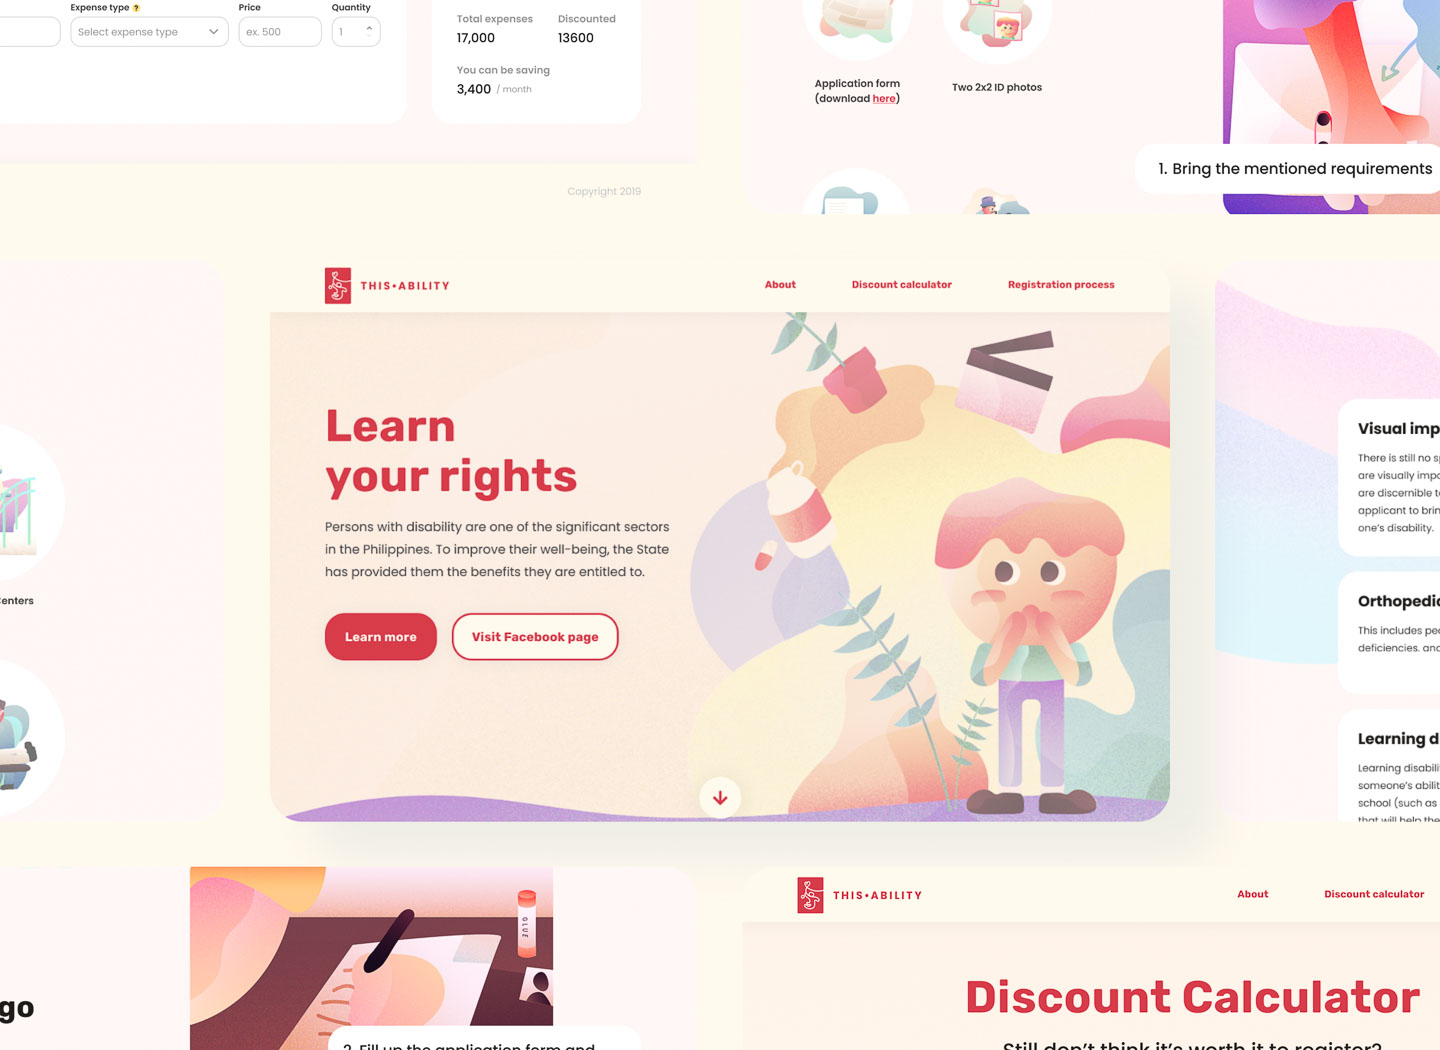 Expense type ?
Price
Quantity
Select expense type
ex. 500
1
Total expenses
Discounted
17,000
13600
You can be saving
3,400 / month
Copyright 2019
Application form
(download here)
Two 2x2 ID photos
1. Bring the mentioned requirements
THIS•ABILITY
About
Discount calculator
Registration process
Learn
your rights
Persons with disability are one of the significant sectors
in the Philippines. To improve their well-being, the State
has provided them the benefits they are entitled to.
Learn more
Visit Facebook page
enters
Visual imp
There is still no s
are visually impa
are discernible t
applicant to brin
one's disability.
Orthopedi
This includes pe
deficiencies. and
Learning d
Learning disabili
someone's abilit
school (such as
that will help the
go
GLUE
2. Fill up the application form and
THIS•ABILITY
About
Discount calculator
Discount Calculator
Still don't think it's worth it to register?